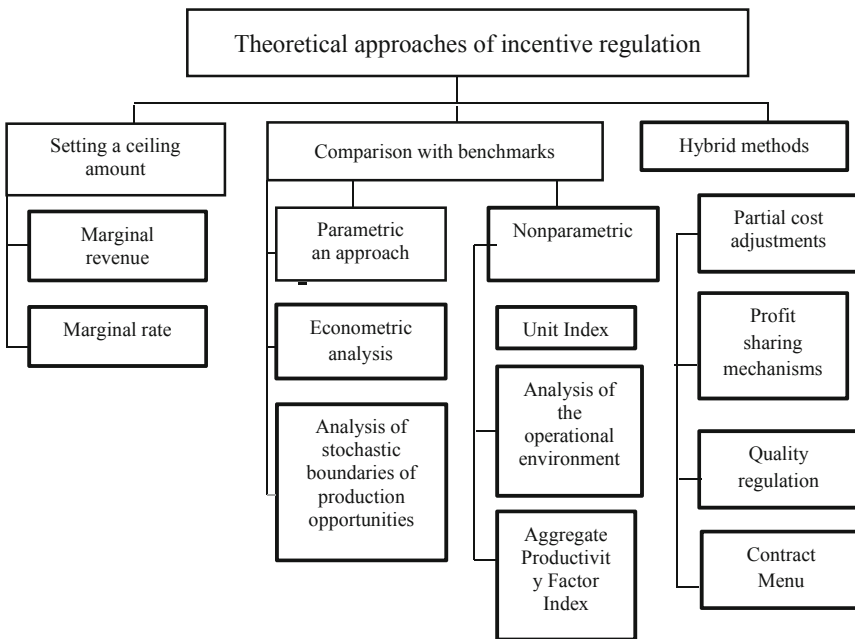 Theoretical approaches of incentive regulation
Setting a ceiling
amount
Marginal
revenue
Marginal rate
Comparison with benchmarks
Parametric
an approach
Econometric
analysis
Analysis of
stochastic
boundaries of
production
opportunities
Nonparametric
Unit Index
Analysis of
the
operational
environment
Aggregate
Productivit
y Factor
Index
Hybrid methods
Partial cost
adjustments
Profit
sharing
mechanisms
Quality
regulation
Contract
Menu